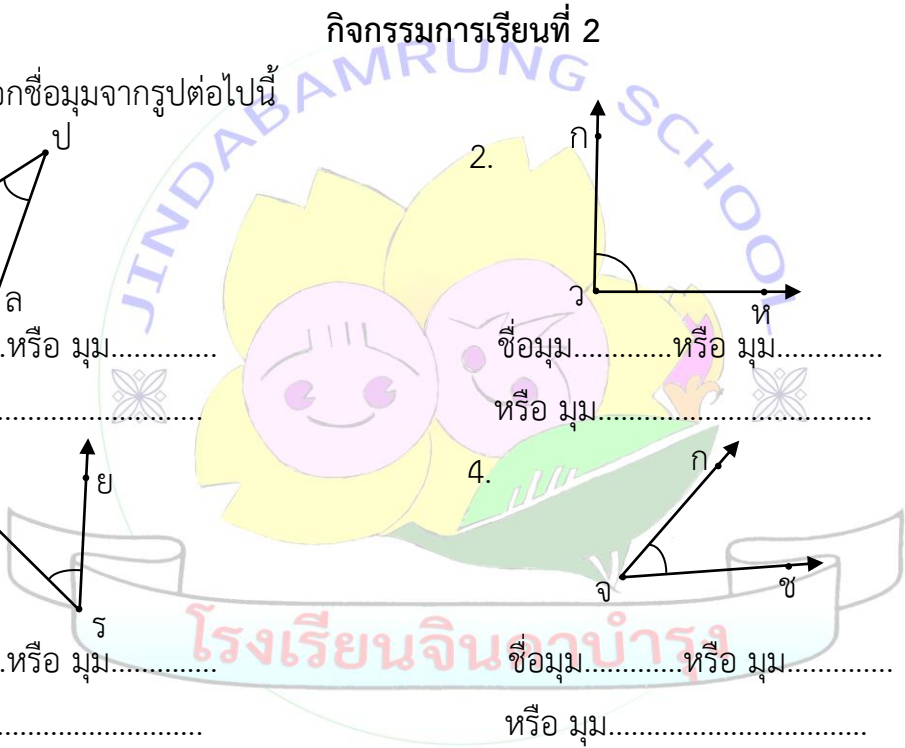 กิจกรรมการเรียนที่ 2
JINDABAMRUNG SCHOOL
อกชื่อมุมจากรูปต่อไปนี้
ป
ล
2.
ก
ว
ห
.หรือ มุม.............
ชื่อมุม............หรือ มุม.............
หรือ มุม..................................
ย
ร
4.
ก
จ
ช
โรงเรียนจินดาบำรุง
.หรือ มุม.............
ชื่อมุม............หรือ มุม.............
หรือ มุม................................